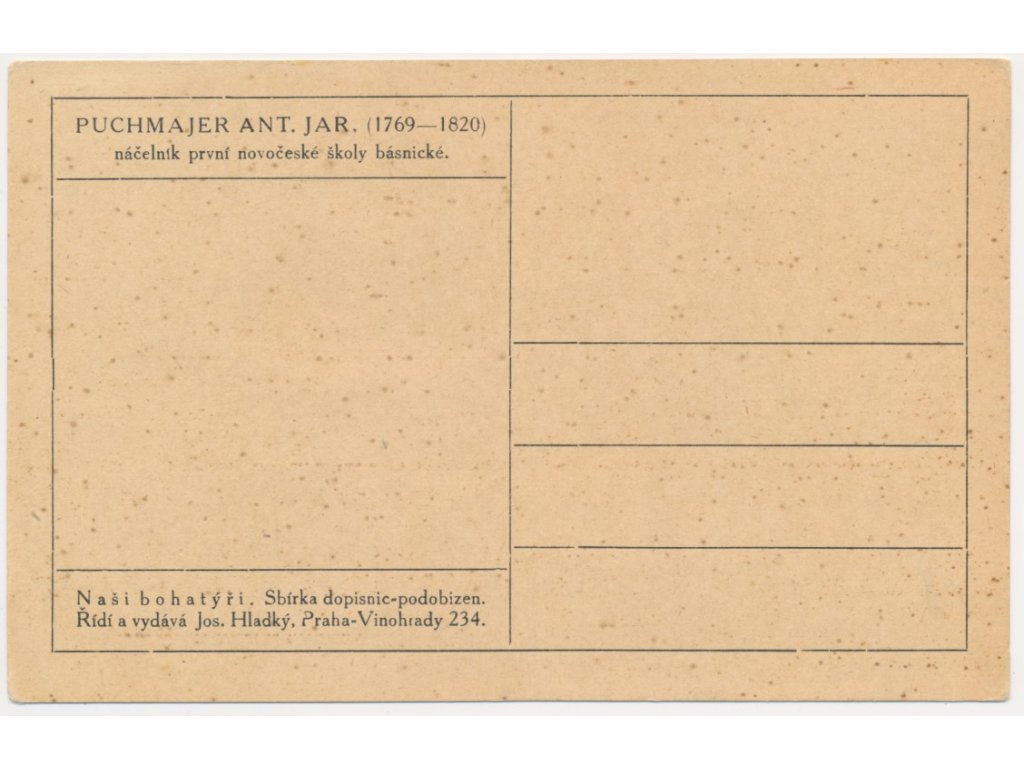 PUCHMAJER ANT. JAR. (1769—1820)
náčelník první novočeské školy básnické.
Naši bohatýři. Sbírka dopisnic-podobizen.
Řídí a vydává Jos. Hladký, Praha-Vinohrady 234.